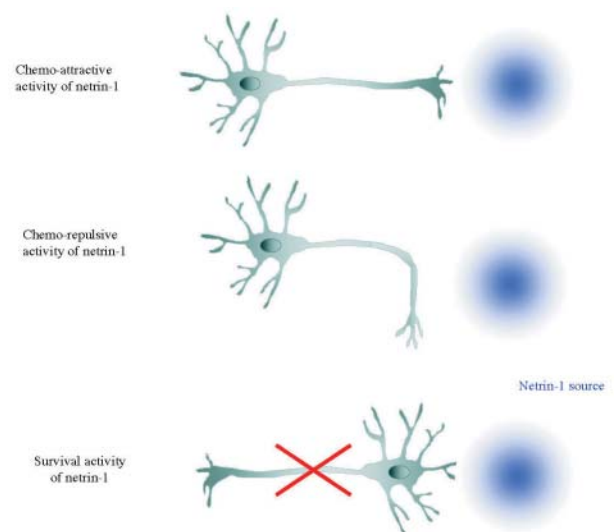 Chemo-attractive
activity of netrin-1
Chemo-repulsive
activity of netrin-1
Netrin-1 source
Survival activity
of netrin-1